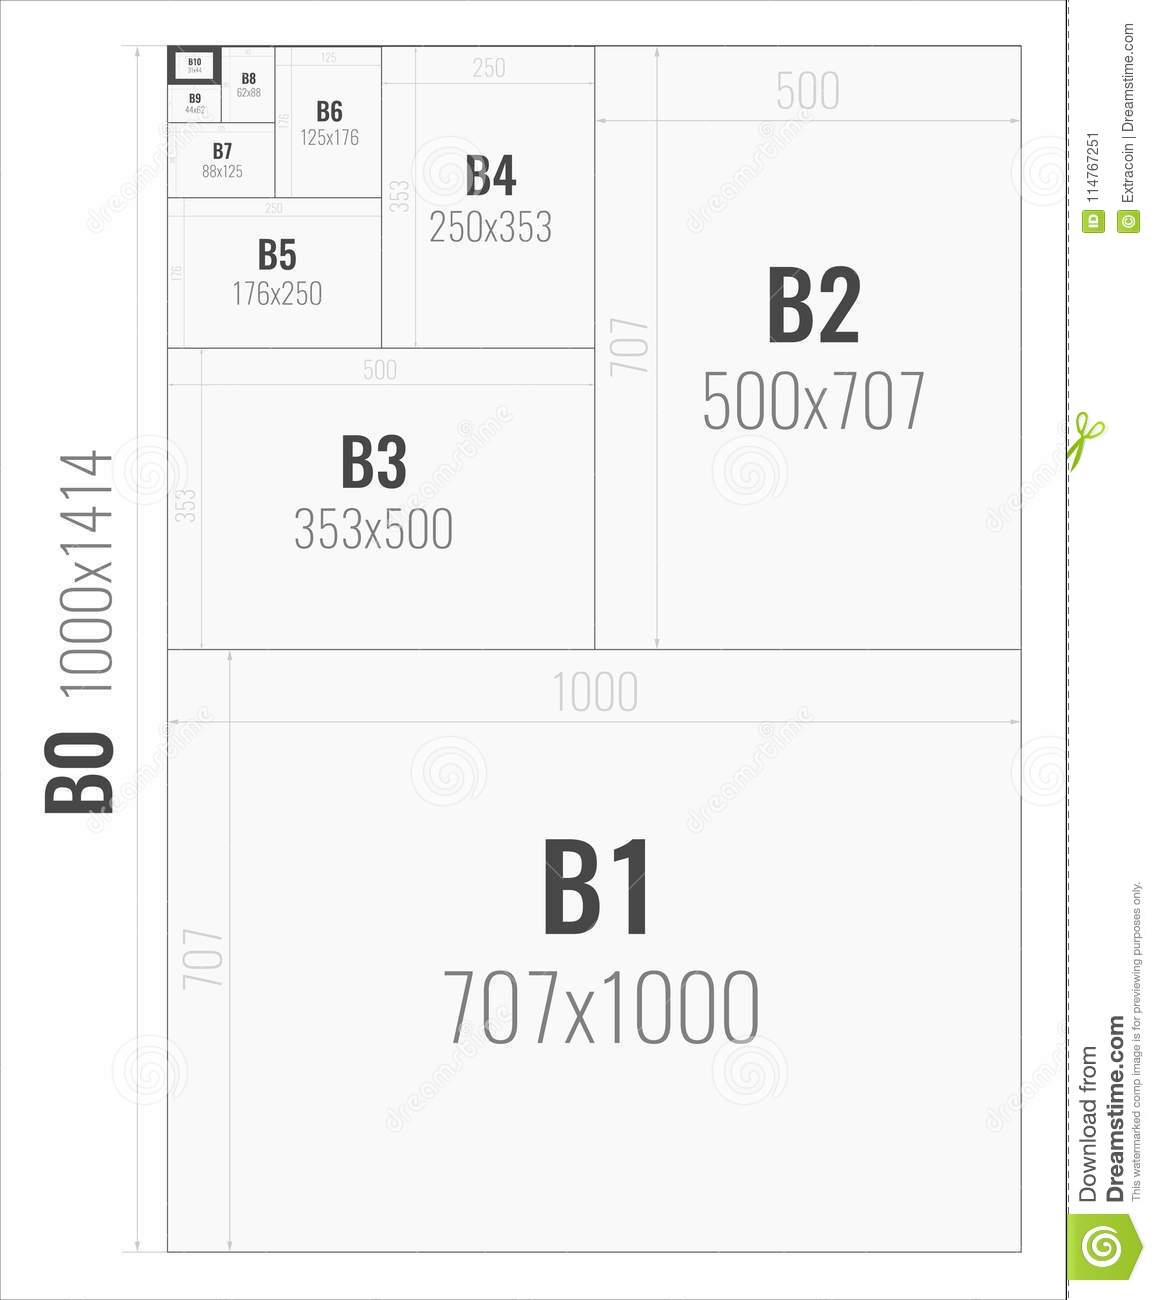 B10
31x44
B9
44x62
B8
62x88
B7
88x125
125
176
B6
125x176
250
176
B5
176x250
250
353
B4
250x353
500
353
B3
353x500
500
707
B2
500x707
1000
707
B1
707x1000
B0 1000x1414
dreamstime.com
ID 114767251
© Extracoin | Dreamstime.com
Download from
Dreamstime.com
This watermarked comp image is for previewing purposes only.